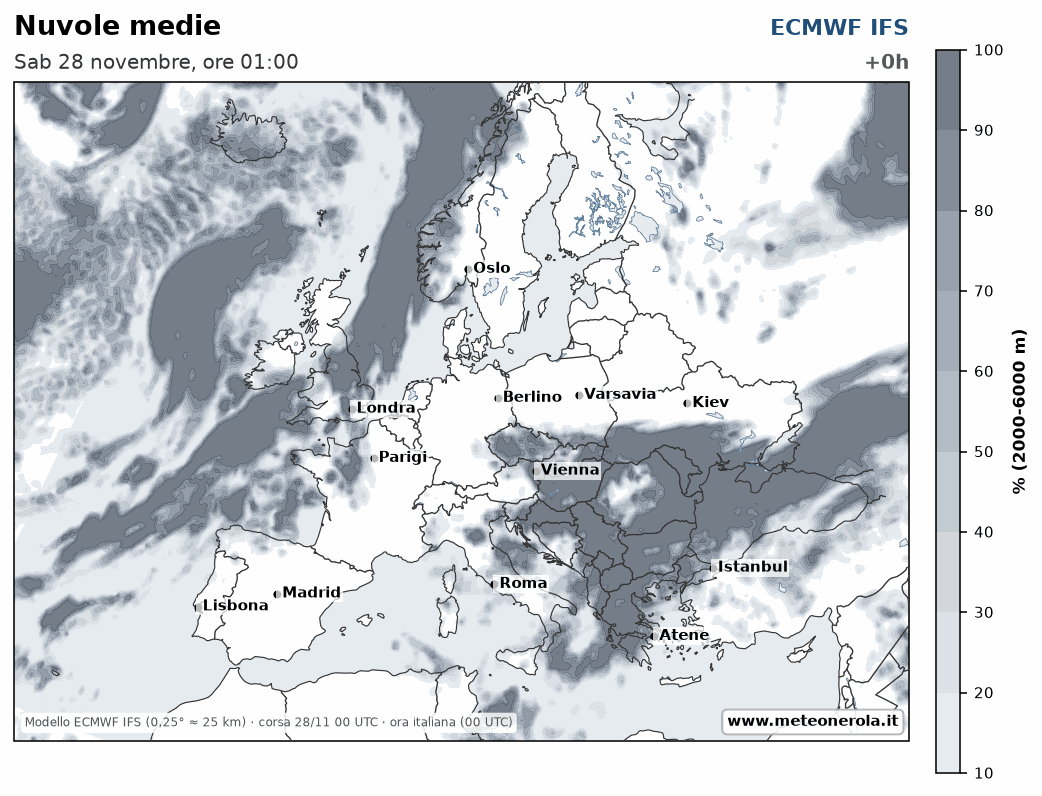 Nuvole medie
ECMWF IFS
Sab 28 novembre, ore 01:00
+0h
100
90
80
70
60
50
40
30
20
10
% (2000-6000 m)
Oslo
Londra
Berlino
Varsavia
Kiev
Parigi
Vienna
Istanbul
Roma
Madrid
Lisbona
Atene
Modello ECMWF IFS (0,25° ≈ 25 km) · corsa 28/11 00 UTC · ora italiana (00 UTC)
www.meteonerola.it